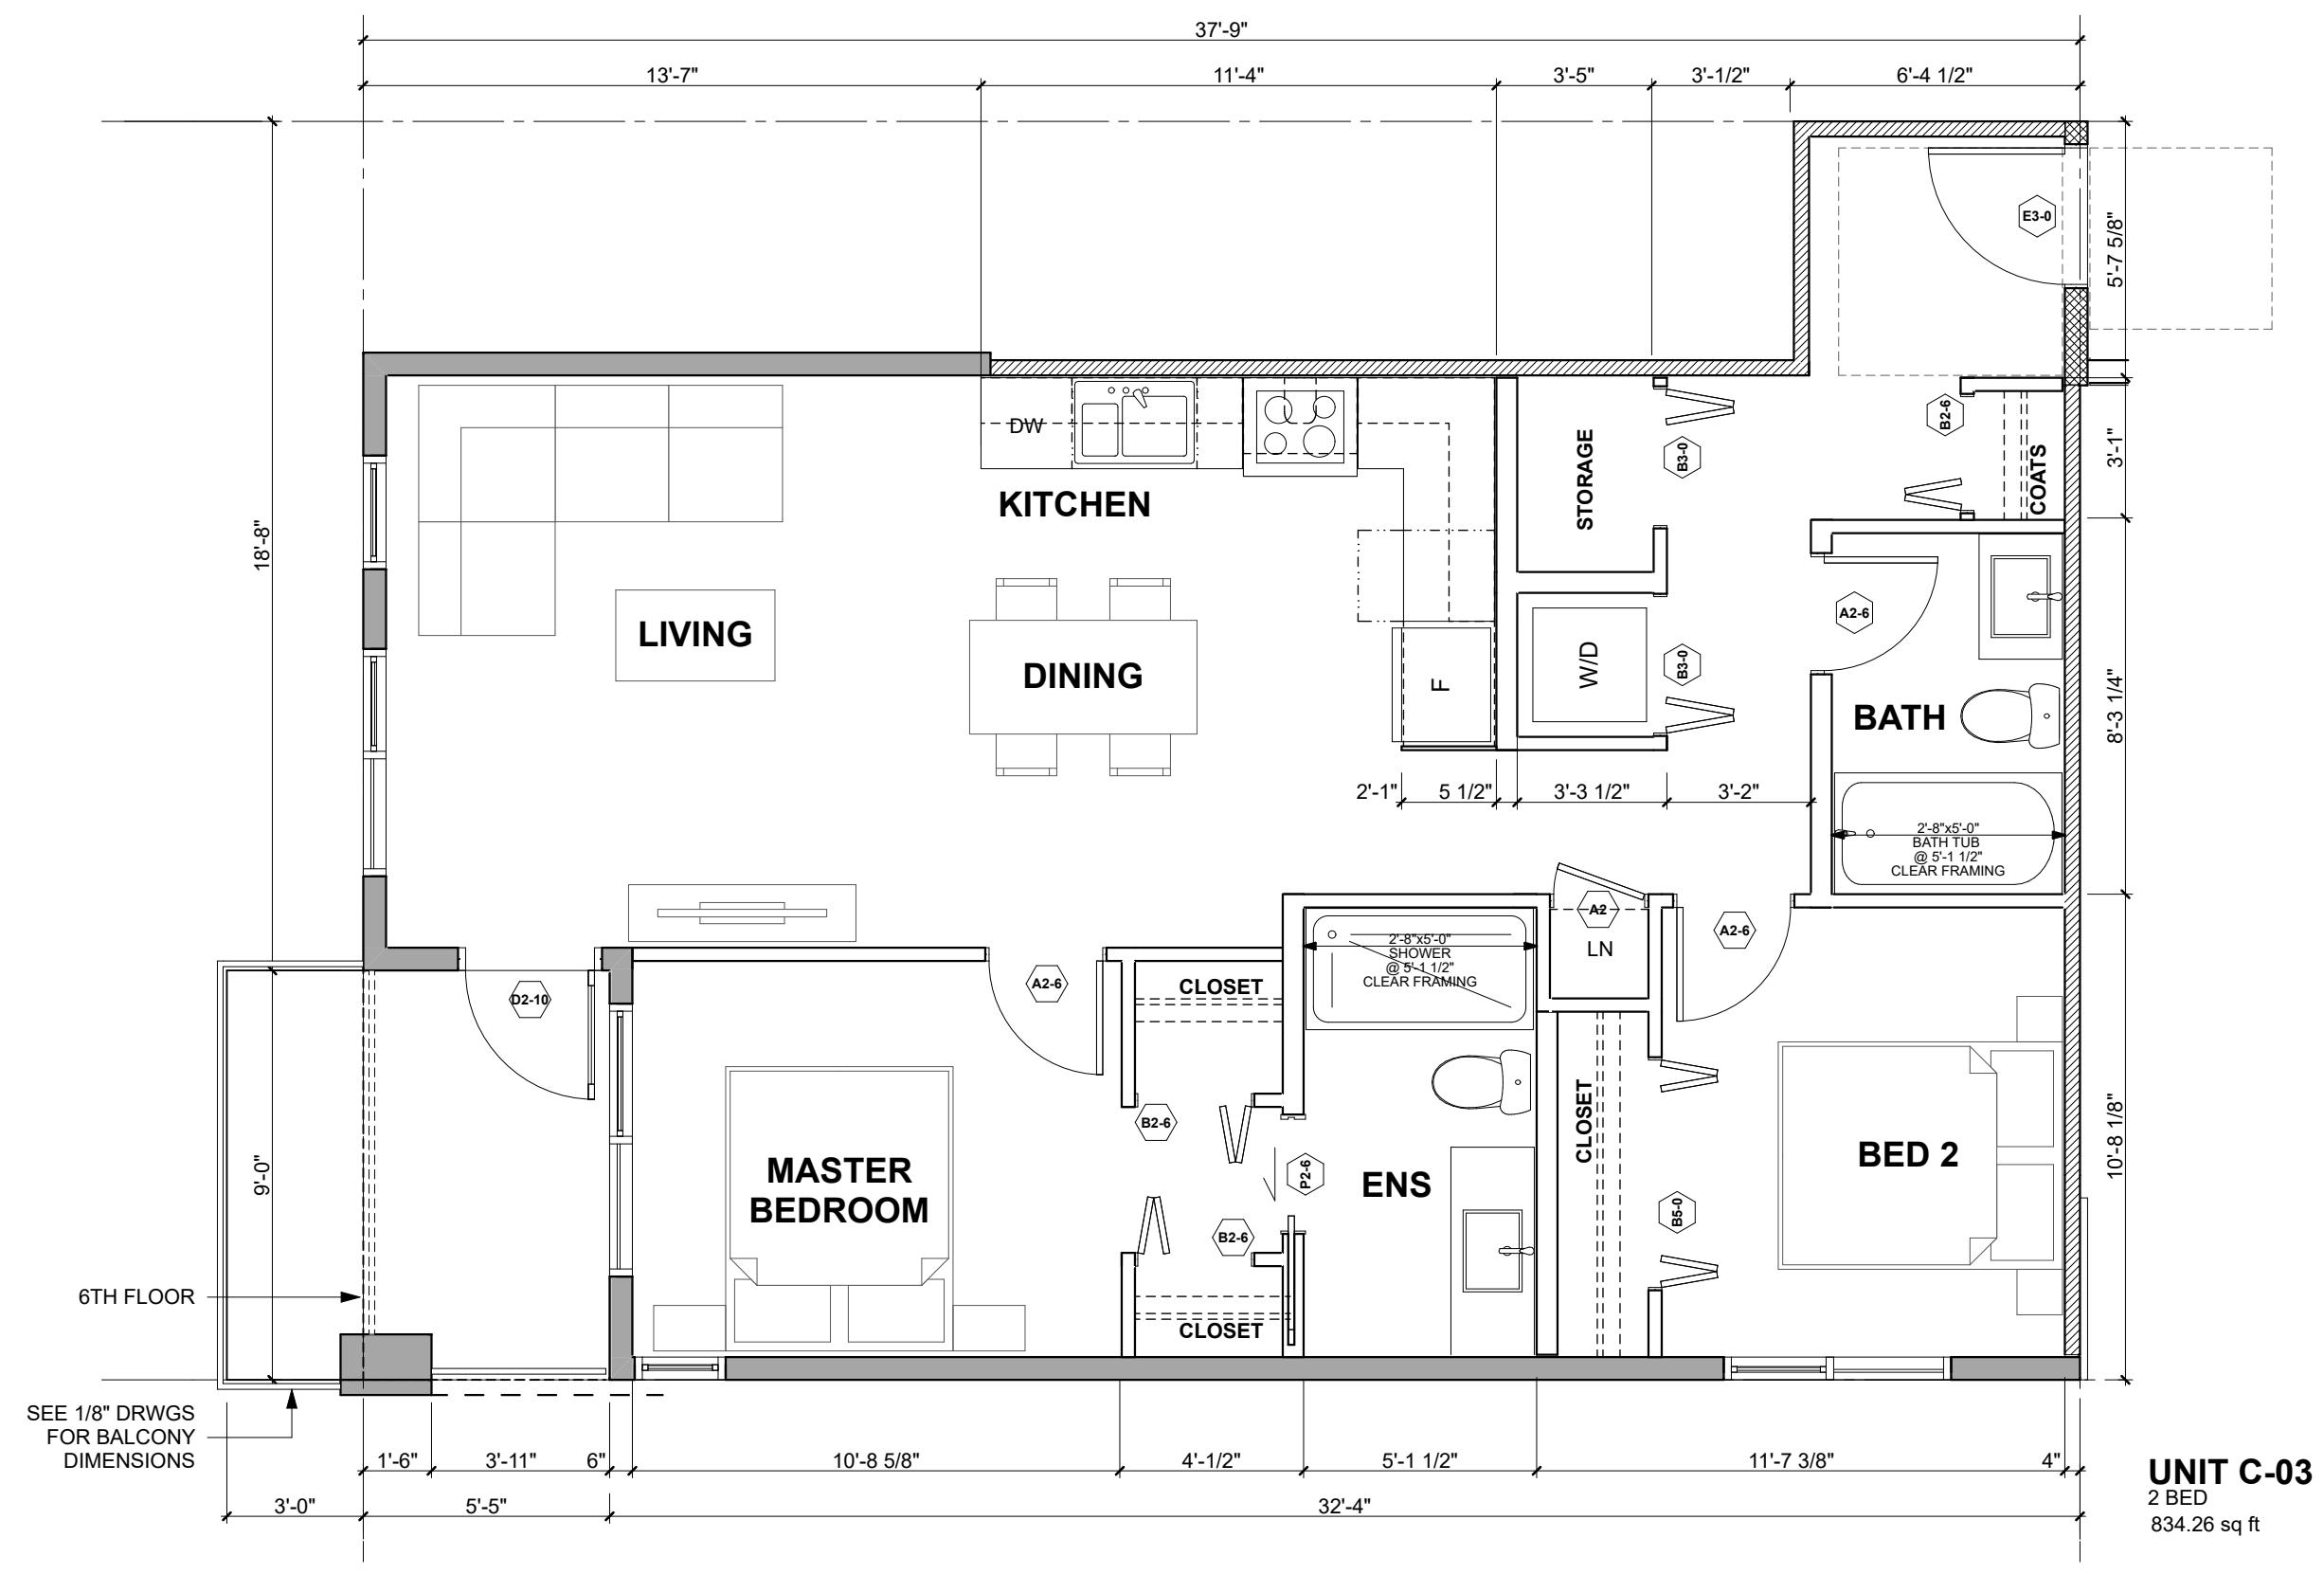 37'-9"
13'-7"
11'-4"
3'-5"
3'-1/2"
6'-4 1/2"
E3-0
5'-7 5/8"
18'-8"
DW
KITCHEN
STORAGE
B3-0
B2-6
COATS
3'-1"
LIVING
DINING
F
W/D
B3-0
A2-6
BATH
8'-3 1/4"
2'-1"
5 1/2"
3'-3 1/2"
3'-2"
2'-8"x5'-0"
BATH TUB
@ 5'-1 1/2"
CLEAR FRAMING
A2
LN
A2-6
2'-8"x5'-0"
SHOWER
@ 5'-1 1/2"
CLEAR FRAMING
D2-10
A2-6
CLOSET
9'-0"
MASTER
BEDROOM
B2-6
P2-6
B2-6
ENS
CLOSET
B5-0
BED 2
10'-8 1/8"
6TH FLOOR
CLOSET
SEE 1/8" DRWGS
FOR BALCONY
DIMENSIONS
1'-6"
3'-11"
6"
10'-8 5/8"
4'-1/2"
5'-1 1/2"
11'-7 3/8"
4"
3'-0"
5'-5"
32'-4"
UNIT C-03
2 BED
834.26 sq ft